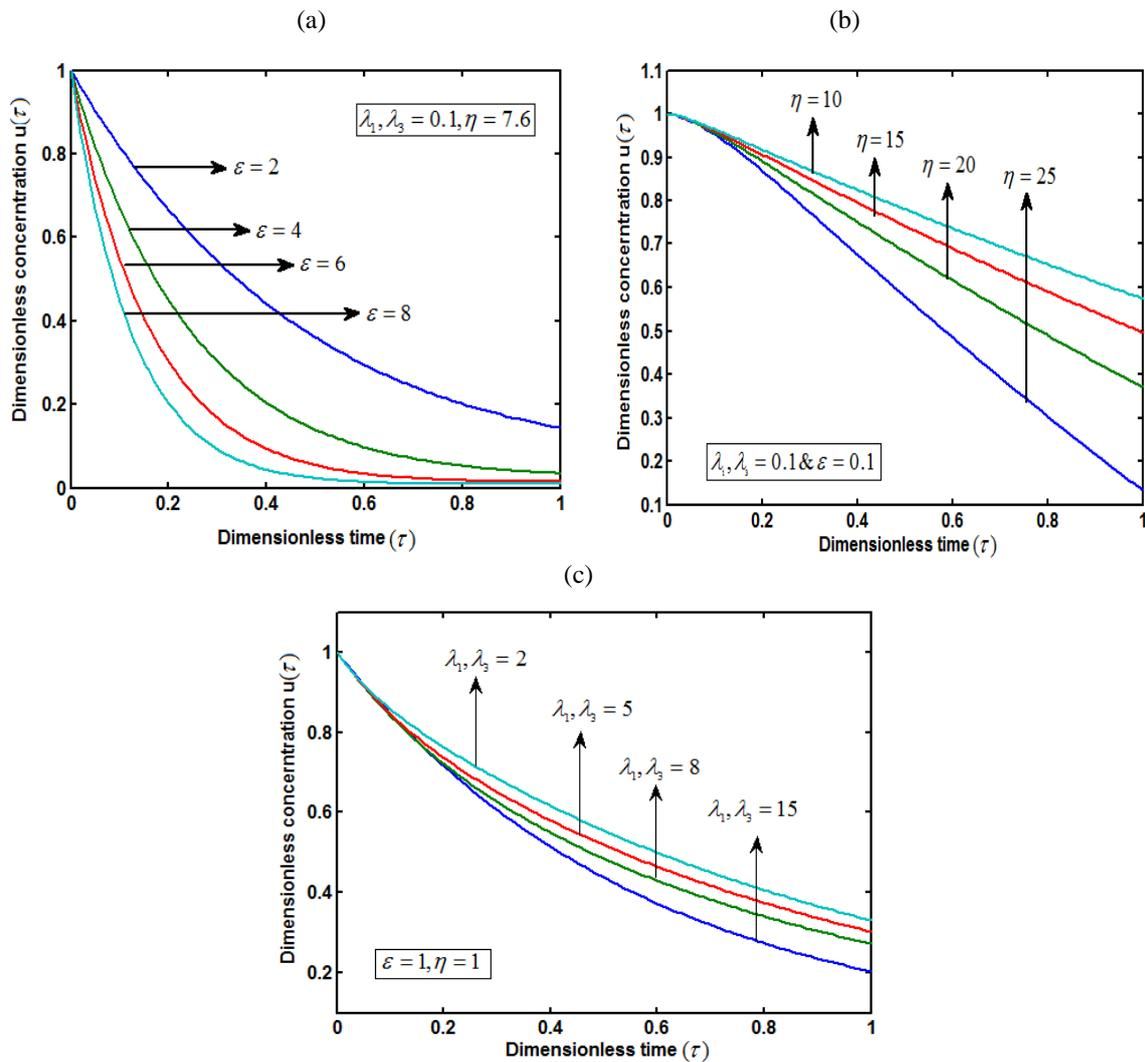 (a)
Dimensionless concerntration u(τ)
1
0.8
0.6
0.4
0.2
0
λ₁, λ₃ = 0.1, η = 7.6
ε = 2
ε = 4
ε = 6
ε = 8
0 0.2 0.4 0.6 0.8 1
Dimensionless time (τ)
(b)
Dimensionless concerntration u(τ)
1.1
1
0.9
0.8
0.7
0.6
0.5
0.4
0.3
0.2
0.1
η = 10
η = 15
η = 20
η = 25
λ₁, λ₃ = 0.1 & ε = 0.1
0 0.2 0.4 0.6 0.8 1
Dimensionless time (τ)
(c)
Dimensionless concerntration u(τ)
1
0.8
0.6
0.4
0.2
λ₁, λ₃ = 2
λ₁, λ₃ = 5
λ₁, λ₃ = 8
λ₁, λ₃ = 15
ε = 1, η = 1
0 0.2 0.4 0.6 0.8 1
Dimensionless time (τ)